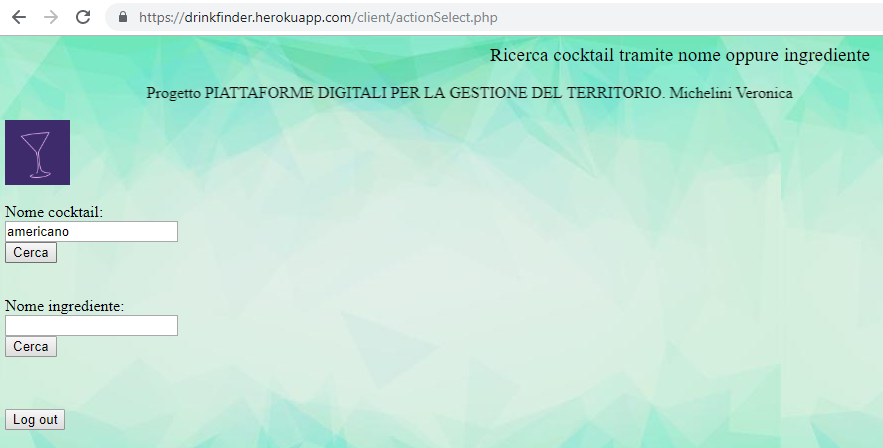 https://drinkfinder.herokuapp.com/client/actionSelect.php
Ricerca cocktail tramite nome oppure ingrediente
Progetto PIATTAFORME DIGITALI PER LA GESTIONE DEL TERRITORIO. Michelini Veronica
Nome cocktail:
americano
Cerca
Nome ingrediente:
Cerca
Log out